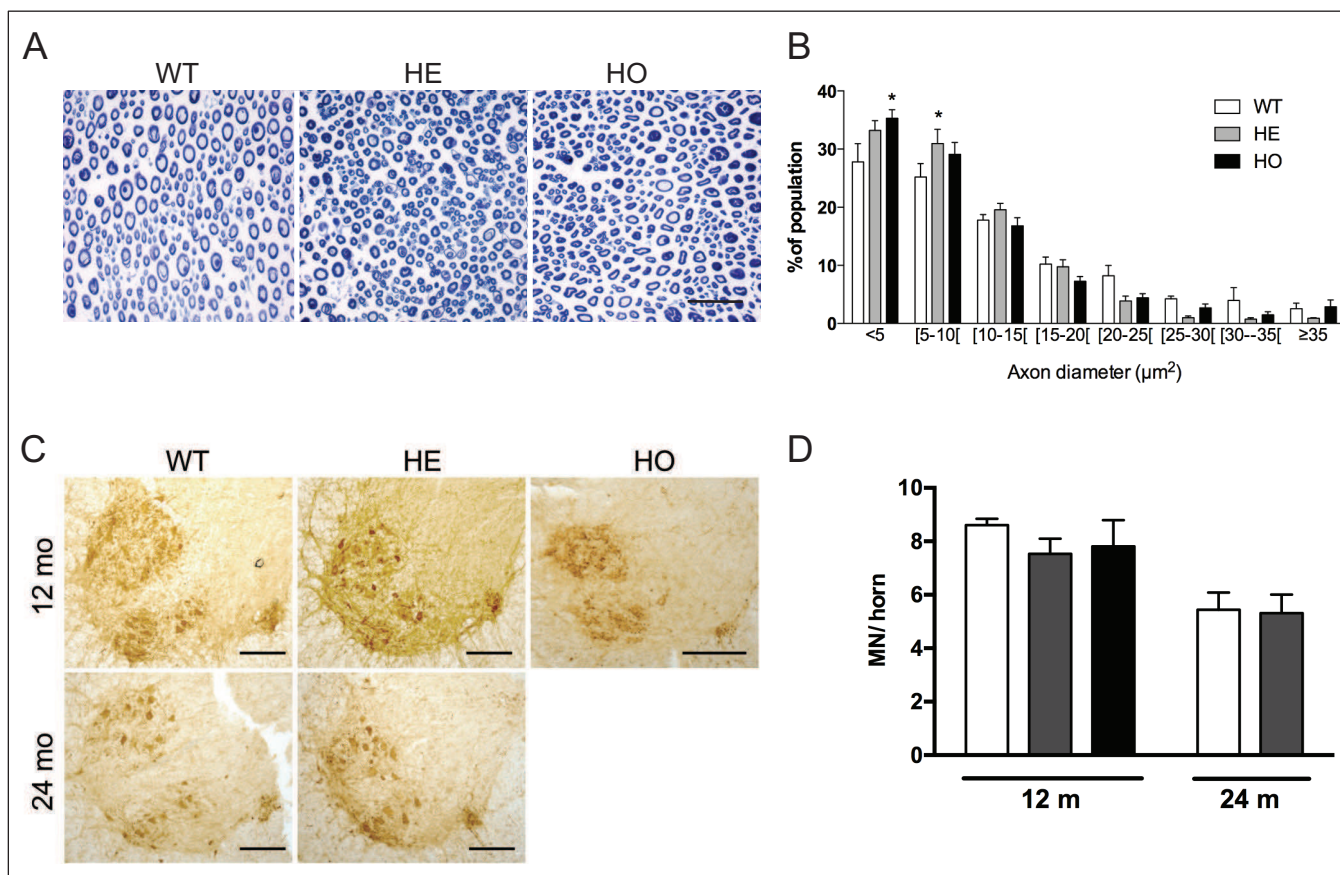 A
WT HE HO
B
40
30
20
10
0
%of population
*
*
WT
HE
HO
<5 [5-10[ [10-15[ [15-20[ [20-25[ [25-30[ [30--35[ ≥35
Axon diameter (µm²)
C
WT HE HO
12 mo
24 mo
D
10
8
6
4
2
0
MN/ horn
12 m 24 m